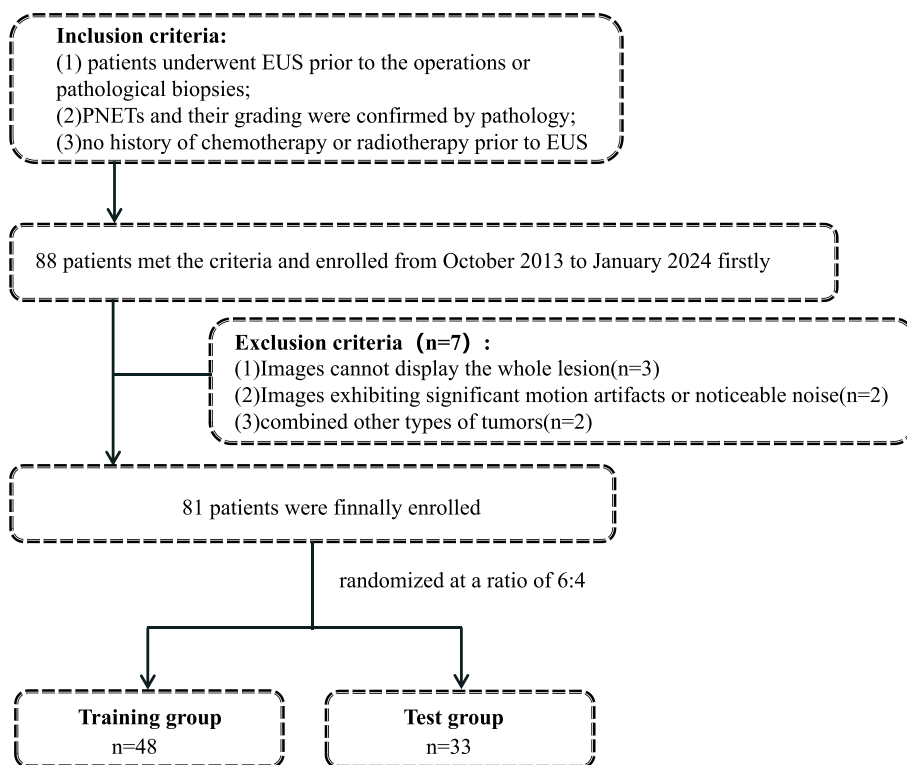 Inclusion criteria:
(1) patients underwent EUS prior to the operations or
pathological biopsies;
(2)PNETs and their grading were confirmed by pathology;
(3)no history of chemotherapy or radiotherapy prior to EUS
88 patients met the criteria and enrolled from October 2013 to January 2024 firstly
Exclusion criteria（n=7）:
(1)Images cannot display the whole lesion(n=3)
(2)Images exhibiting significant motion artifacts or noticeable noise(n=2)
(3)combined other types of tumors(n=2)
81 patients were finnally enrolled
randomized at a ratio of 6:4
Training group
n=48
Test group
n=33